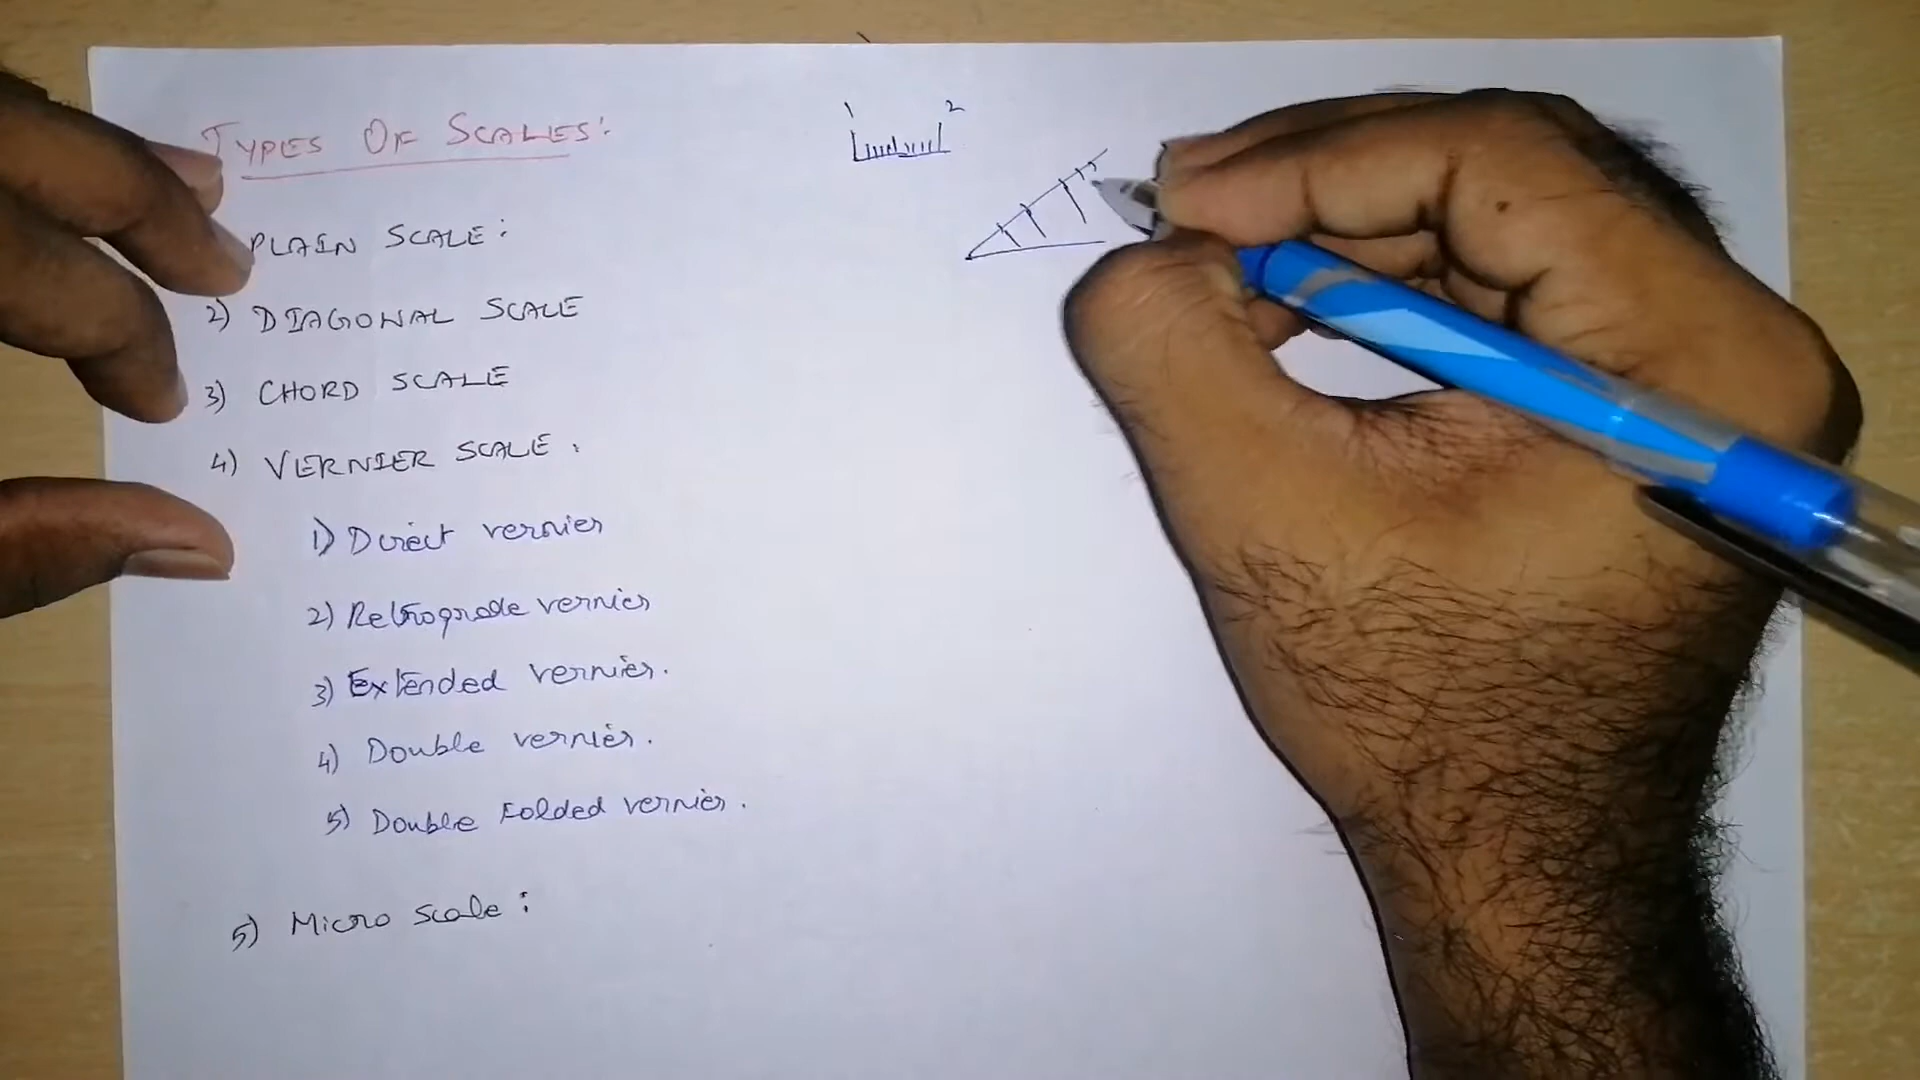 TYPES OF SCALES:
PLAIN SCALE:
2) DIAGONAL SCALE
3) CHORD SCALE
4) VERNIER SCALE:
1) Direct vernier
2) Retrograde vernier
3) Extended vernier.
4) Double vernier.
5) Double Folded vernier.
5) Micro scale:
1 2